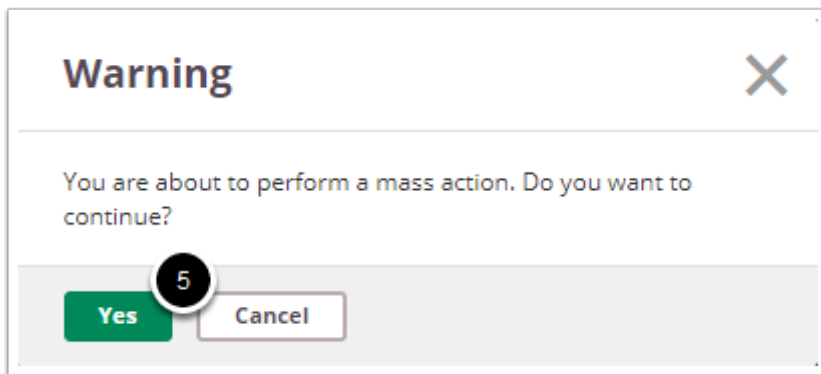 Warning
You are about to perform a mass action. Do you want to
continue?
5
Yes
Cancel